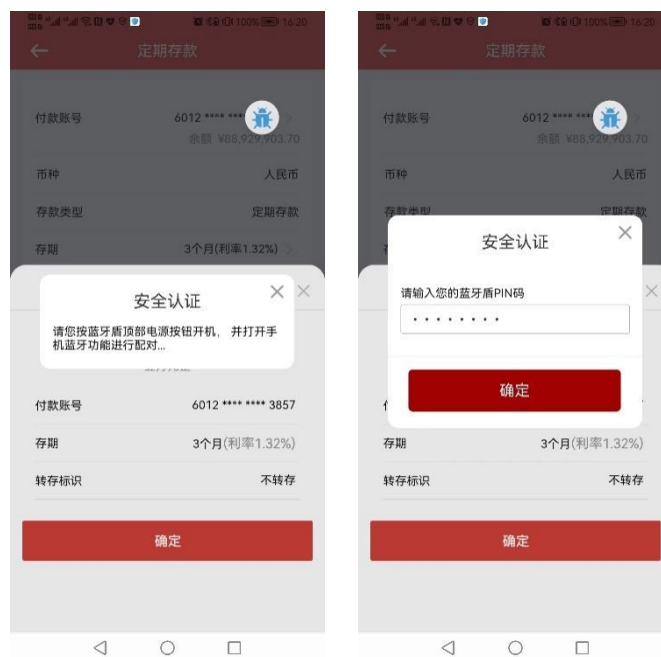 16:20
定期存款
付款账号
6012 **** ***
余额 ¥88,929,903.70
币种
人民币
存款类型
定期存款
存期
3个月(利率1.32%)
安全认证
请您按蓝牙盾顶部电源按钮开机，并打开手
机蓝牙功能进行配对...
付款账号
6012 **** **** 3857
存期
3个月(利率1.32%)
转存标识
不转存
确定
100%
16:20
定期存款
付款账号
6012 **** ***
余额 ¥88,929,903.70
币种
人民币
存款类型
定期存款
安全认证
请输入您的蓝牙盾PIN码
确定
存期
3个月(利率1.32%)
转存标识
不转存
确定